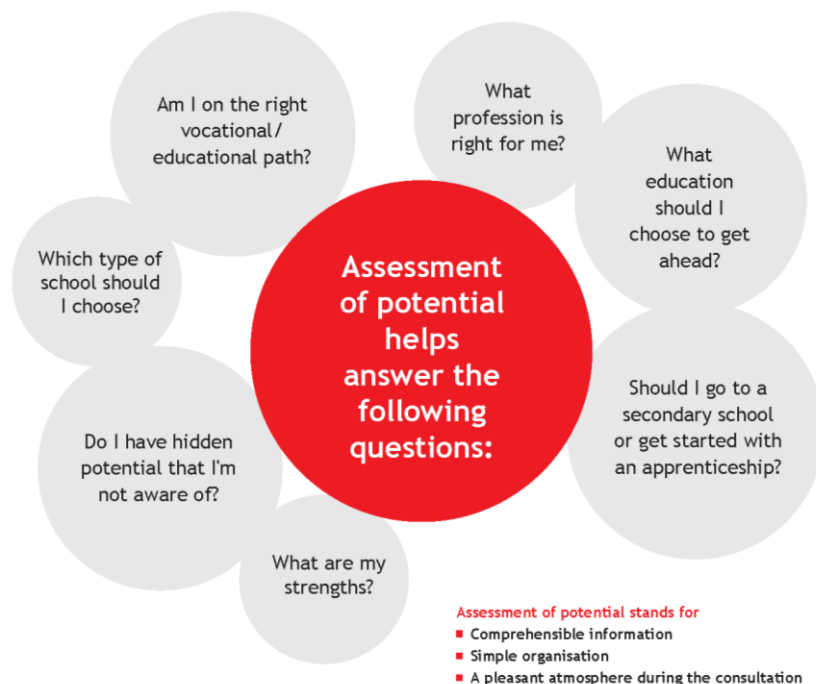 Am I on the right
vocational/
educational path?
What
profession is
right for me?
What
education
should I
choose to get
ahead?
Which type of
school should
I choose?
Assessment
of potential
helps
answer the
following
questions:
Should I go to a
secondary school
or get started with
an apprenticeship?
Do I have hidden
potential that I'm
not aware of?
What are my
strengths?
Assessment of potential stands for
Comprehensible information
Simple organisation
A pleasant atmosphere during the consultation